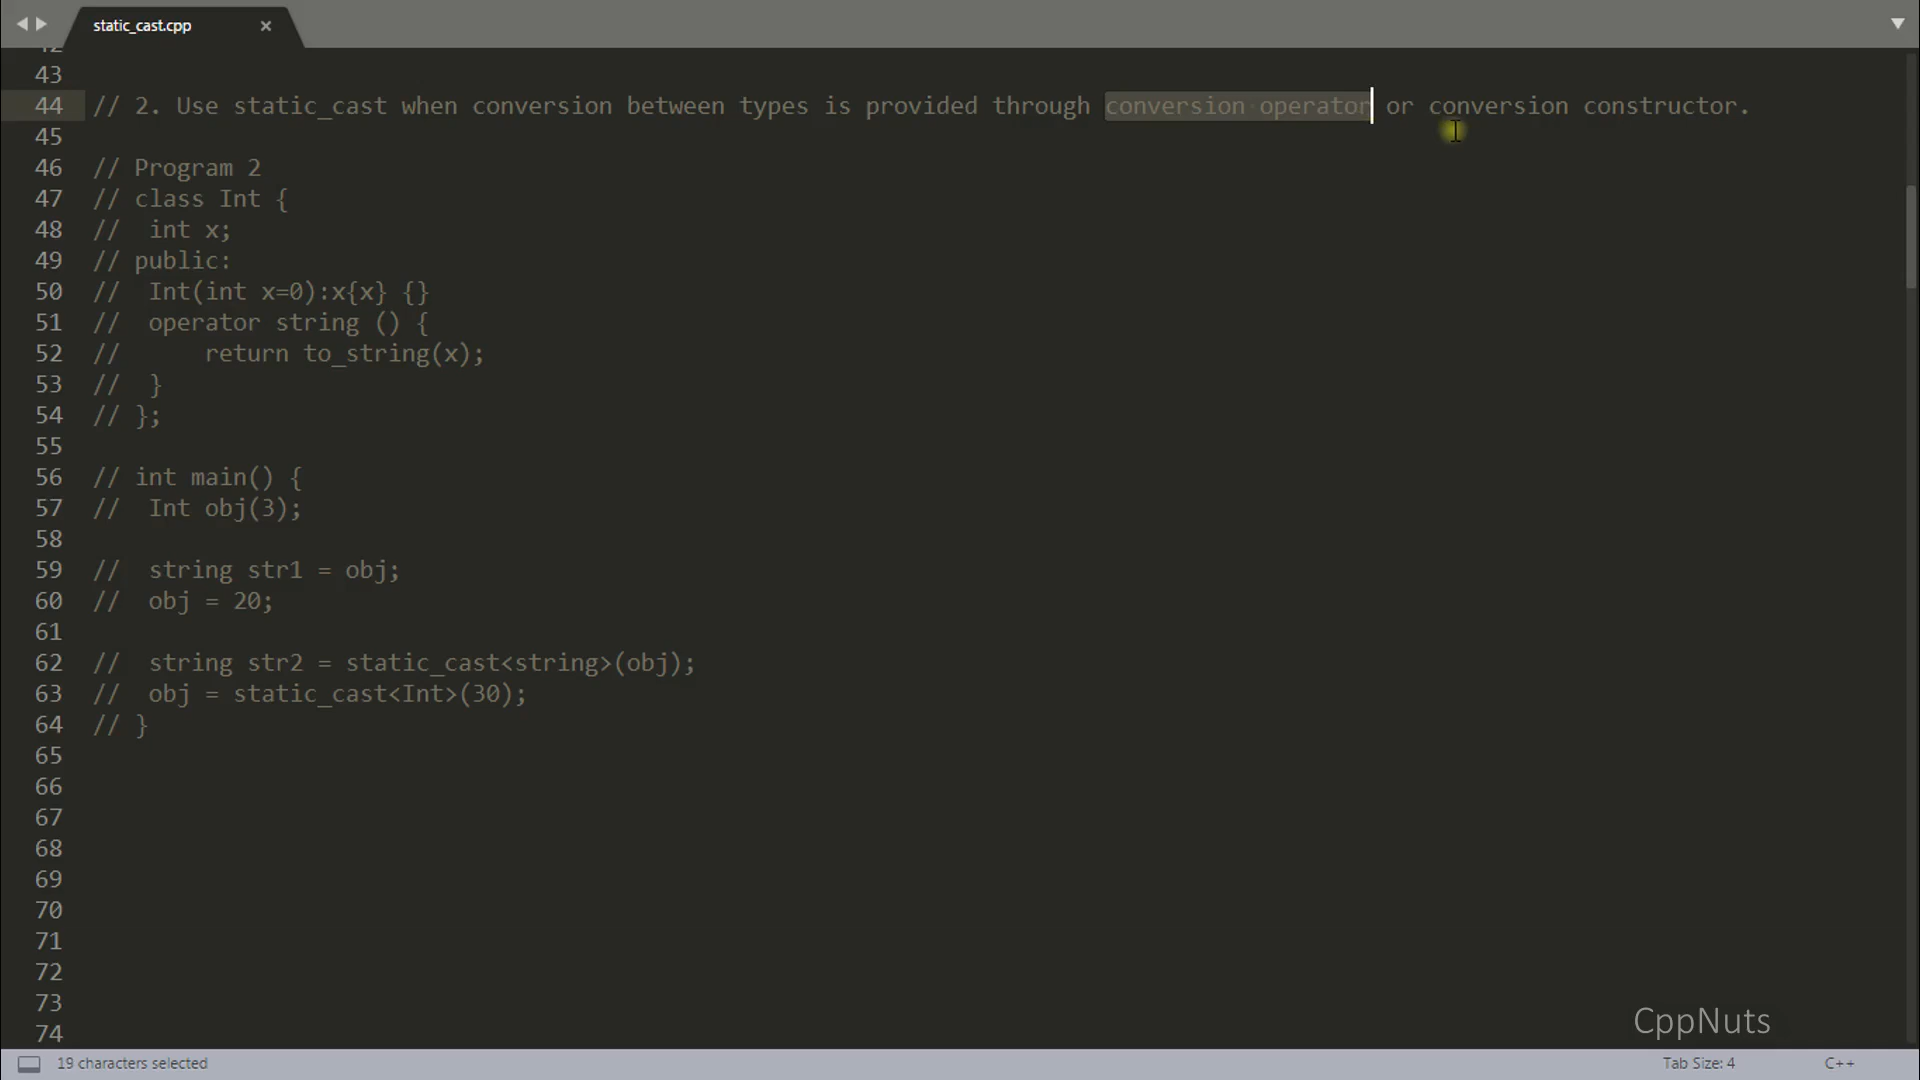 static_cast.cpp ×
42
43
44 // 2. Use static_cast when conversion between types is provided through conversion operator or conversion constructor.
45
46 // Program 2
47 // class Int {
48 //  int x;
49 // public:
50 //  Int(int x=0):x{x} {}
51 //  operator string () {
52 //      return to_string(x);
53 //  }
54 // };
55
56 // int main() {
57 //  Int obj(3);
58
59 //  string str1 = obj;
60 //  obj = 20;
61
62 //  string str2 = static_cast<string>(obj);
63 //  obj = static_cast<Int>(30);
64 // }
65
66
67
68
69
70
71
72
73
74
CppNuts
19 characters selected Tab Size: 4 C++